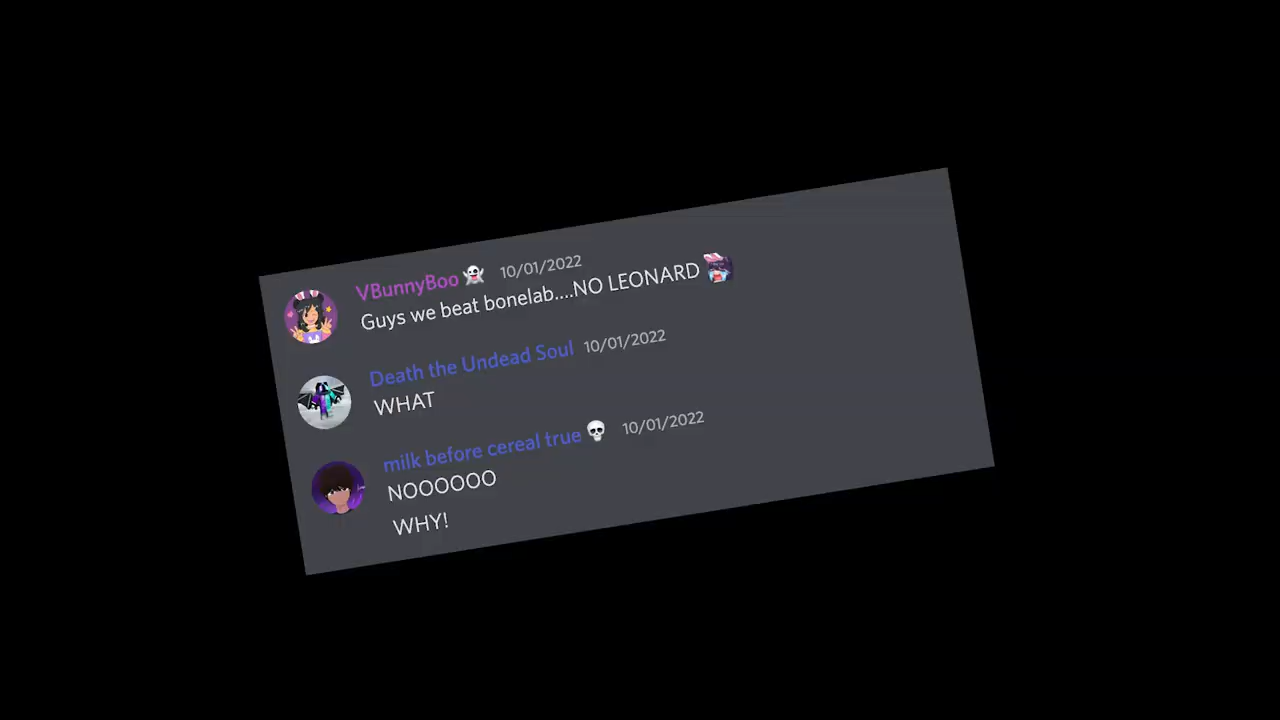 VBunnyBoo👻 10/01/2022
Guys we beat bonelab....NO LEONARD
Death the Undead Soul 10/01/2022
WHAT
milk before cereal true💀 10/01/2022
NOOOOOO
WHY!